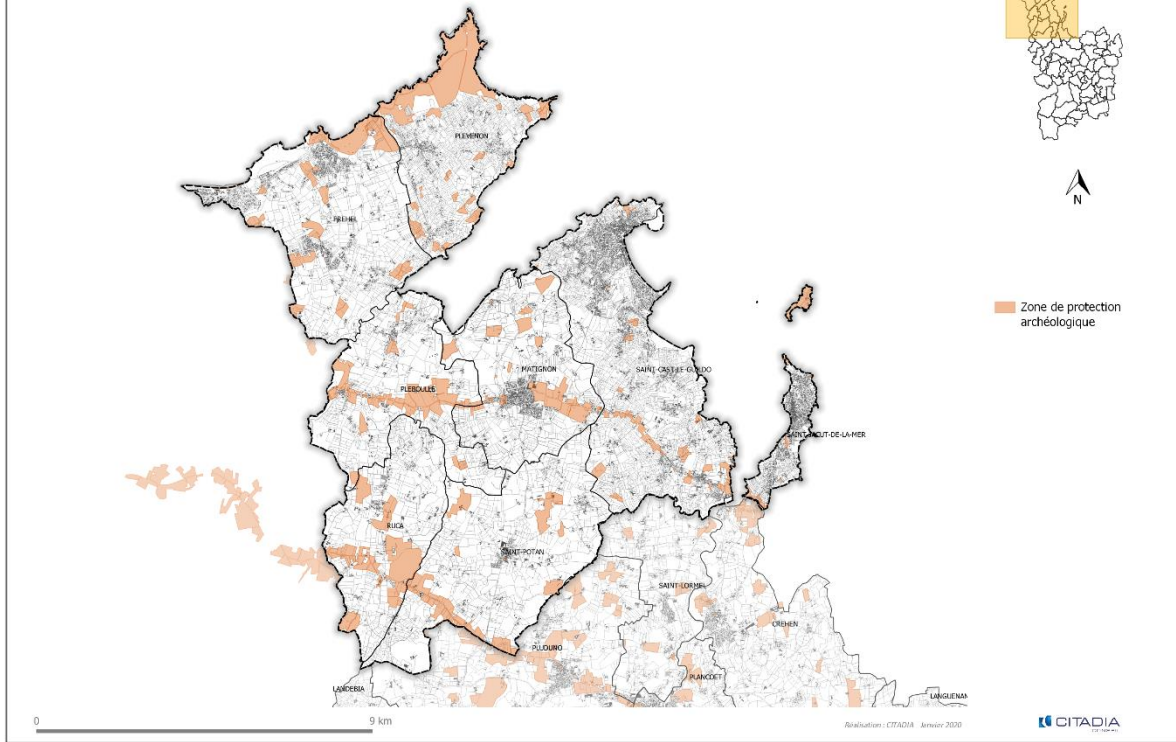 PLEVENON
N
FREHEL
Zone de protection
archéologique
MATIGNON
SAINT-CAST-LE-GUILDO
PLEBOULLE
SAINT-JACUT-DE-LA-MER
RUCA
SAINT-POTAN
SAINT-LORMEL
CREHEN
PLUDUNO
PLANCOET
LANDEBIA
LANGUENAN
0
9 km
Réalisation : CITADIA Janvier 2020
CITADIA